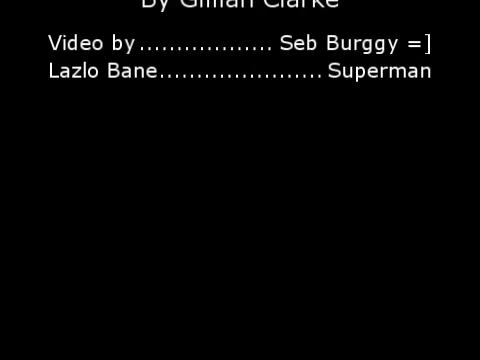 By Gillian Clarke
Video by .................. Seb Burggy =]
Lazlo Bane...................... Superman